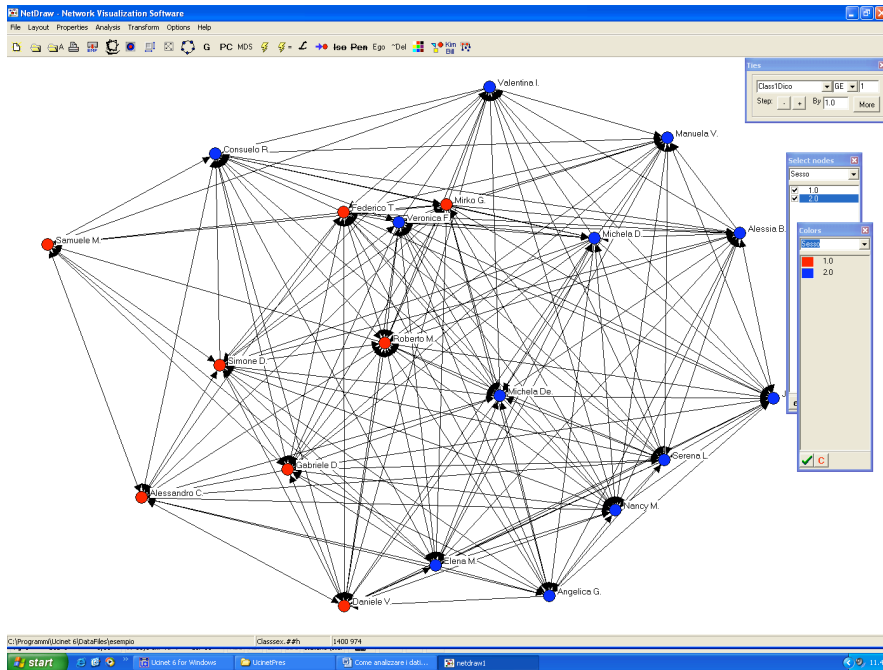 NetDraw - Network Visualization Software
File Layout Properties Analysis Transform Options Help
A G PC MDS Iso Pen Ego ~Del Kim Bill
Ties
Class1Dico GE 1
Step: - + By 1.0 More
Valentina I.
Manuela V.
Consuelo R.
Select nodes
Sesso
1.0
2.0
Mirko G.
Federico T.
Veronica F.
Alessia B.
Michela D.
Samuele M.
Colors
Sesso
1.0
2.0
Roberto M.
Simone D.
Michela De.
J
Serena L.
Gabriele D.
Alessandro C.
Nancy M.
Elena M.
Angelica G.
Daniele V.
C
C:\Programmi\Ucinet 6\DataFiles\esempio Classsex.##h 1400 974
start Ucinet 6 for Windows UcinetPres Come analizzare i dati... netdraw1 11.4